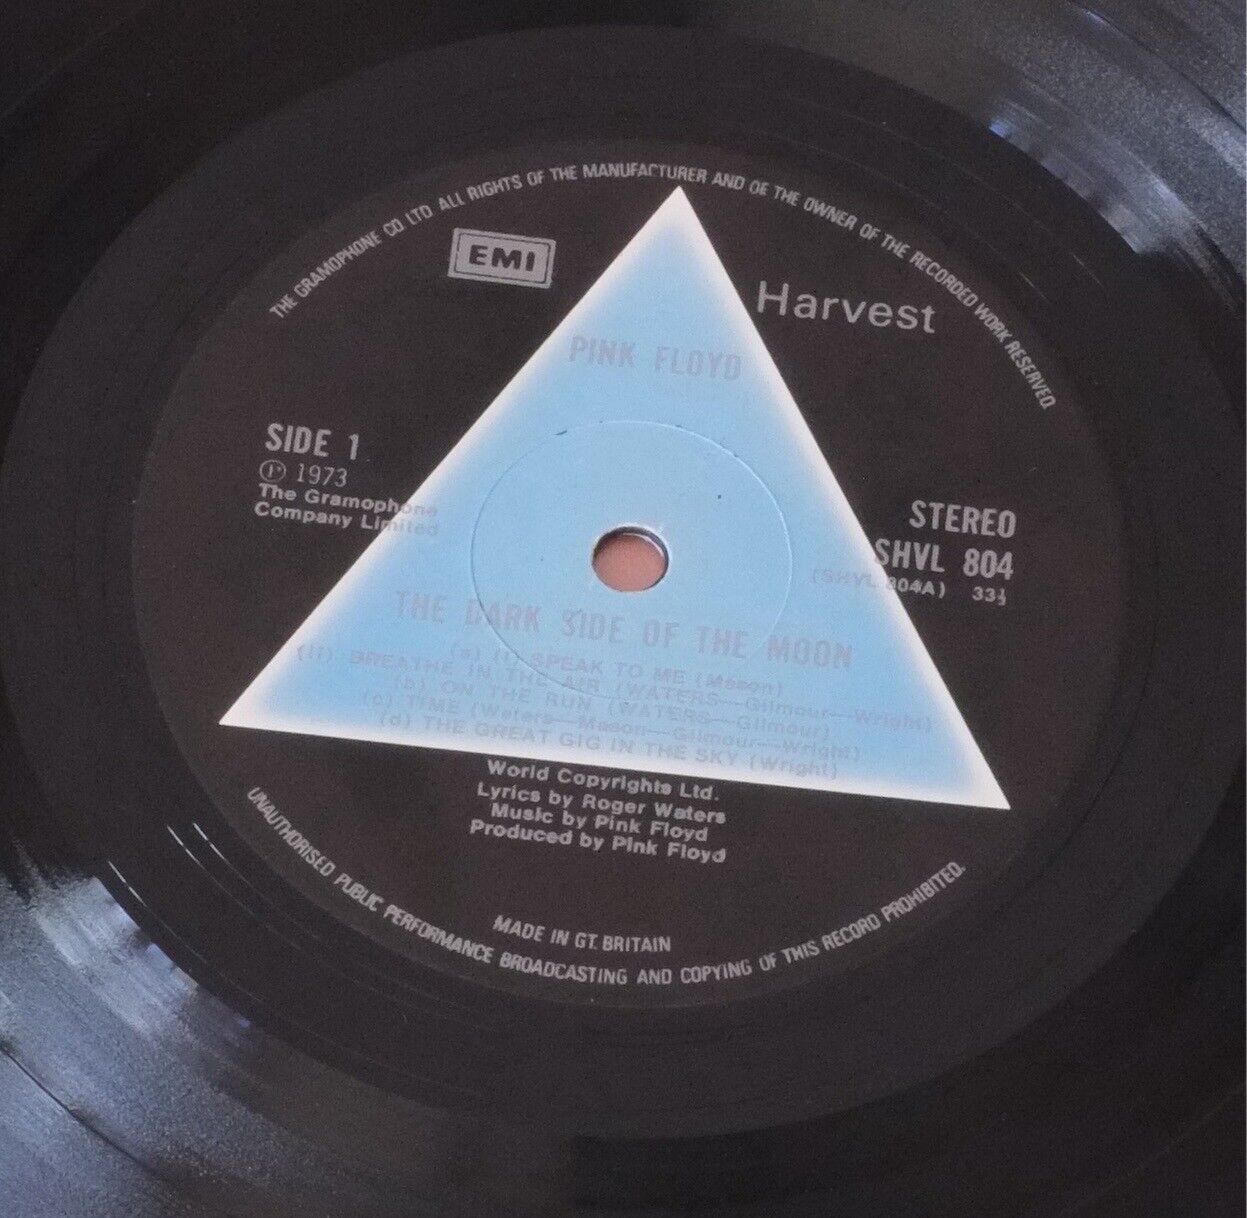 THE GRAMOPHONE CO LTD ALL RIGHTS OF THE MANUFACTURER AND OF THE OWNER OF THE RECORDED WORK RESERVED.
EMI
Harvest
PINK FLOYD
SIDE 1
Ⓟ 1973
The Gramophone
Company Limited
STEREO
SHVL 804
(SHVL 804A) 33⅓
THE DARK SIDE OF THE MOON
(a) (i) SPEAK TO ME (Mason)
(ii) BREATHE IN THE AIR (WATERS—Gilmour—Wright)
(b) ON THE RUN (WATERS—Gilmour)
(c) TIME (Waters—Mason—Gilmour—Wright)
(d) THE GREAT GIG IN THE SKY (Wright)
World Copyrights Ltd.
Lyrics by Roger Waters
Music by Pink Floyd
Produced by Pink Floyd
MADE IN GT. BRITAIN
UNAUTHORISED PUBLIC PERFORMANCE BROADCASTING AND COPYING OF THIS RECORD PROHIBITED.